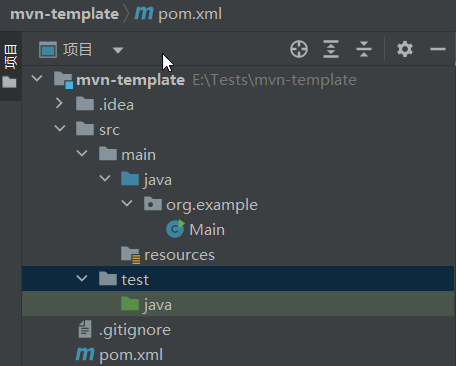 mvn-template pom.xml
项目
项目
mvn-template E:\Tests\mvn-template
.idea
src
main
java
org.example
Main
resources
test
java
.gitignore
pom.xml